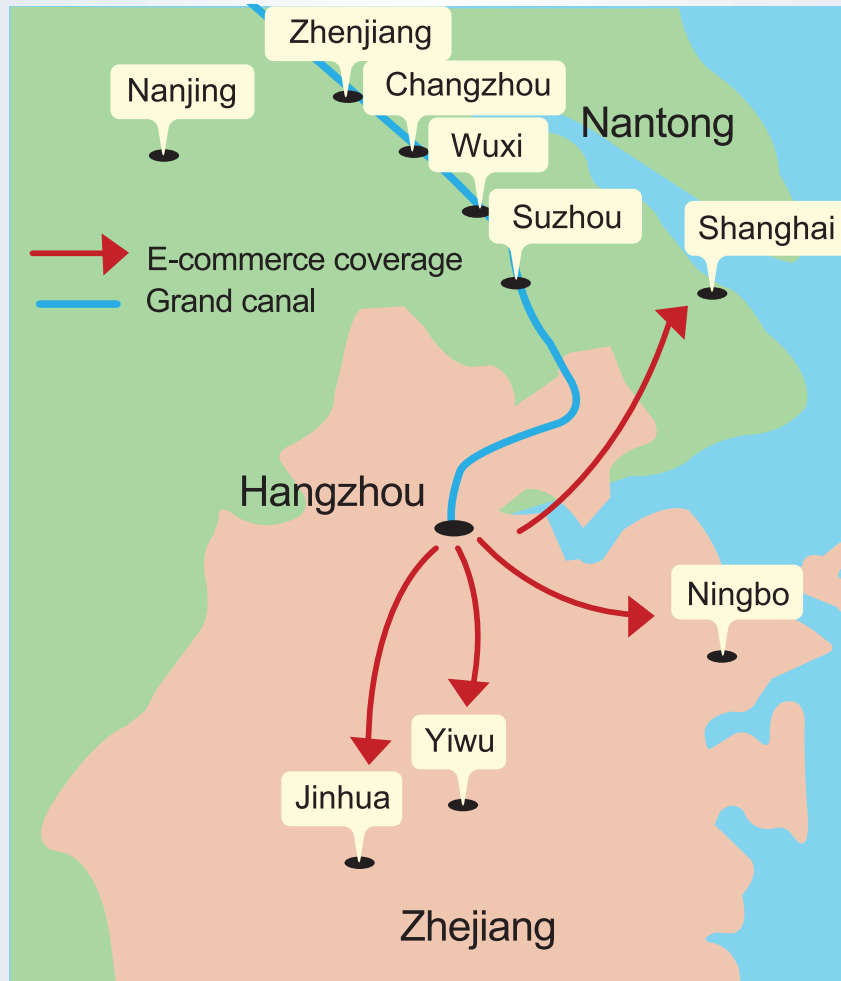 Zhenjiang
Nanjing
Changzhou
Nantong
Wuxi
Suzhou
Shanghai
E-commerce coverage
Grand canal
Hangzhou
Ningbo
Yiwu
Jinhua
Zhejiang